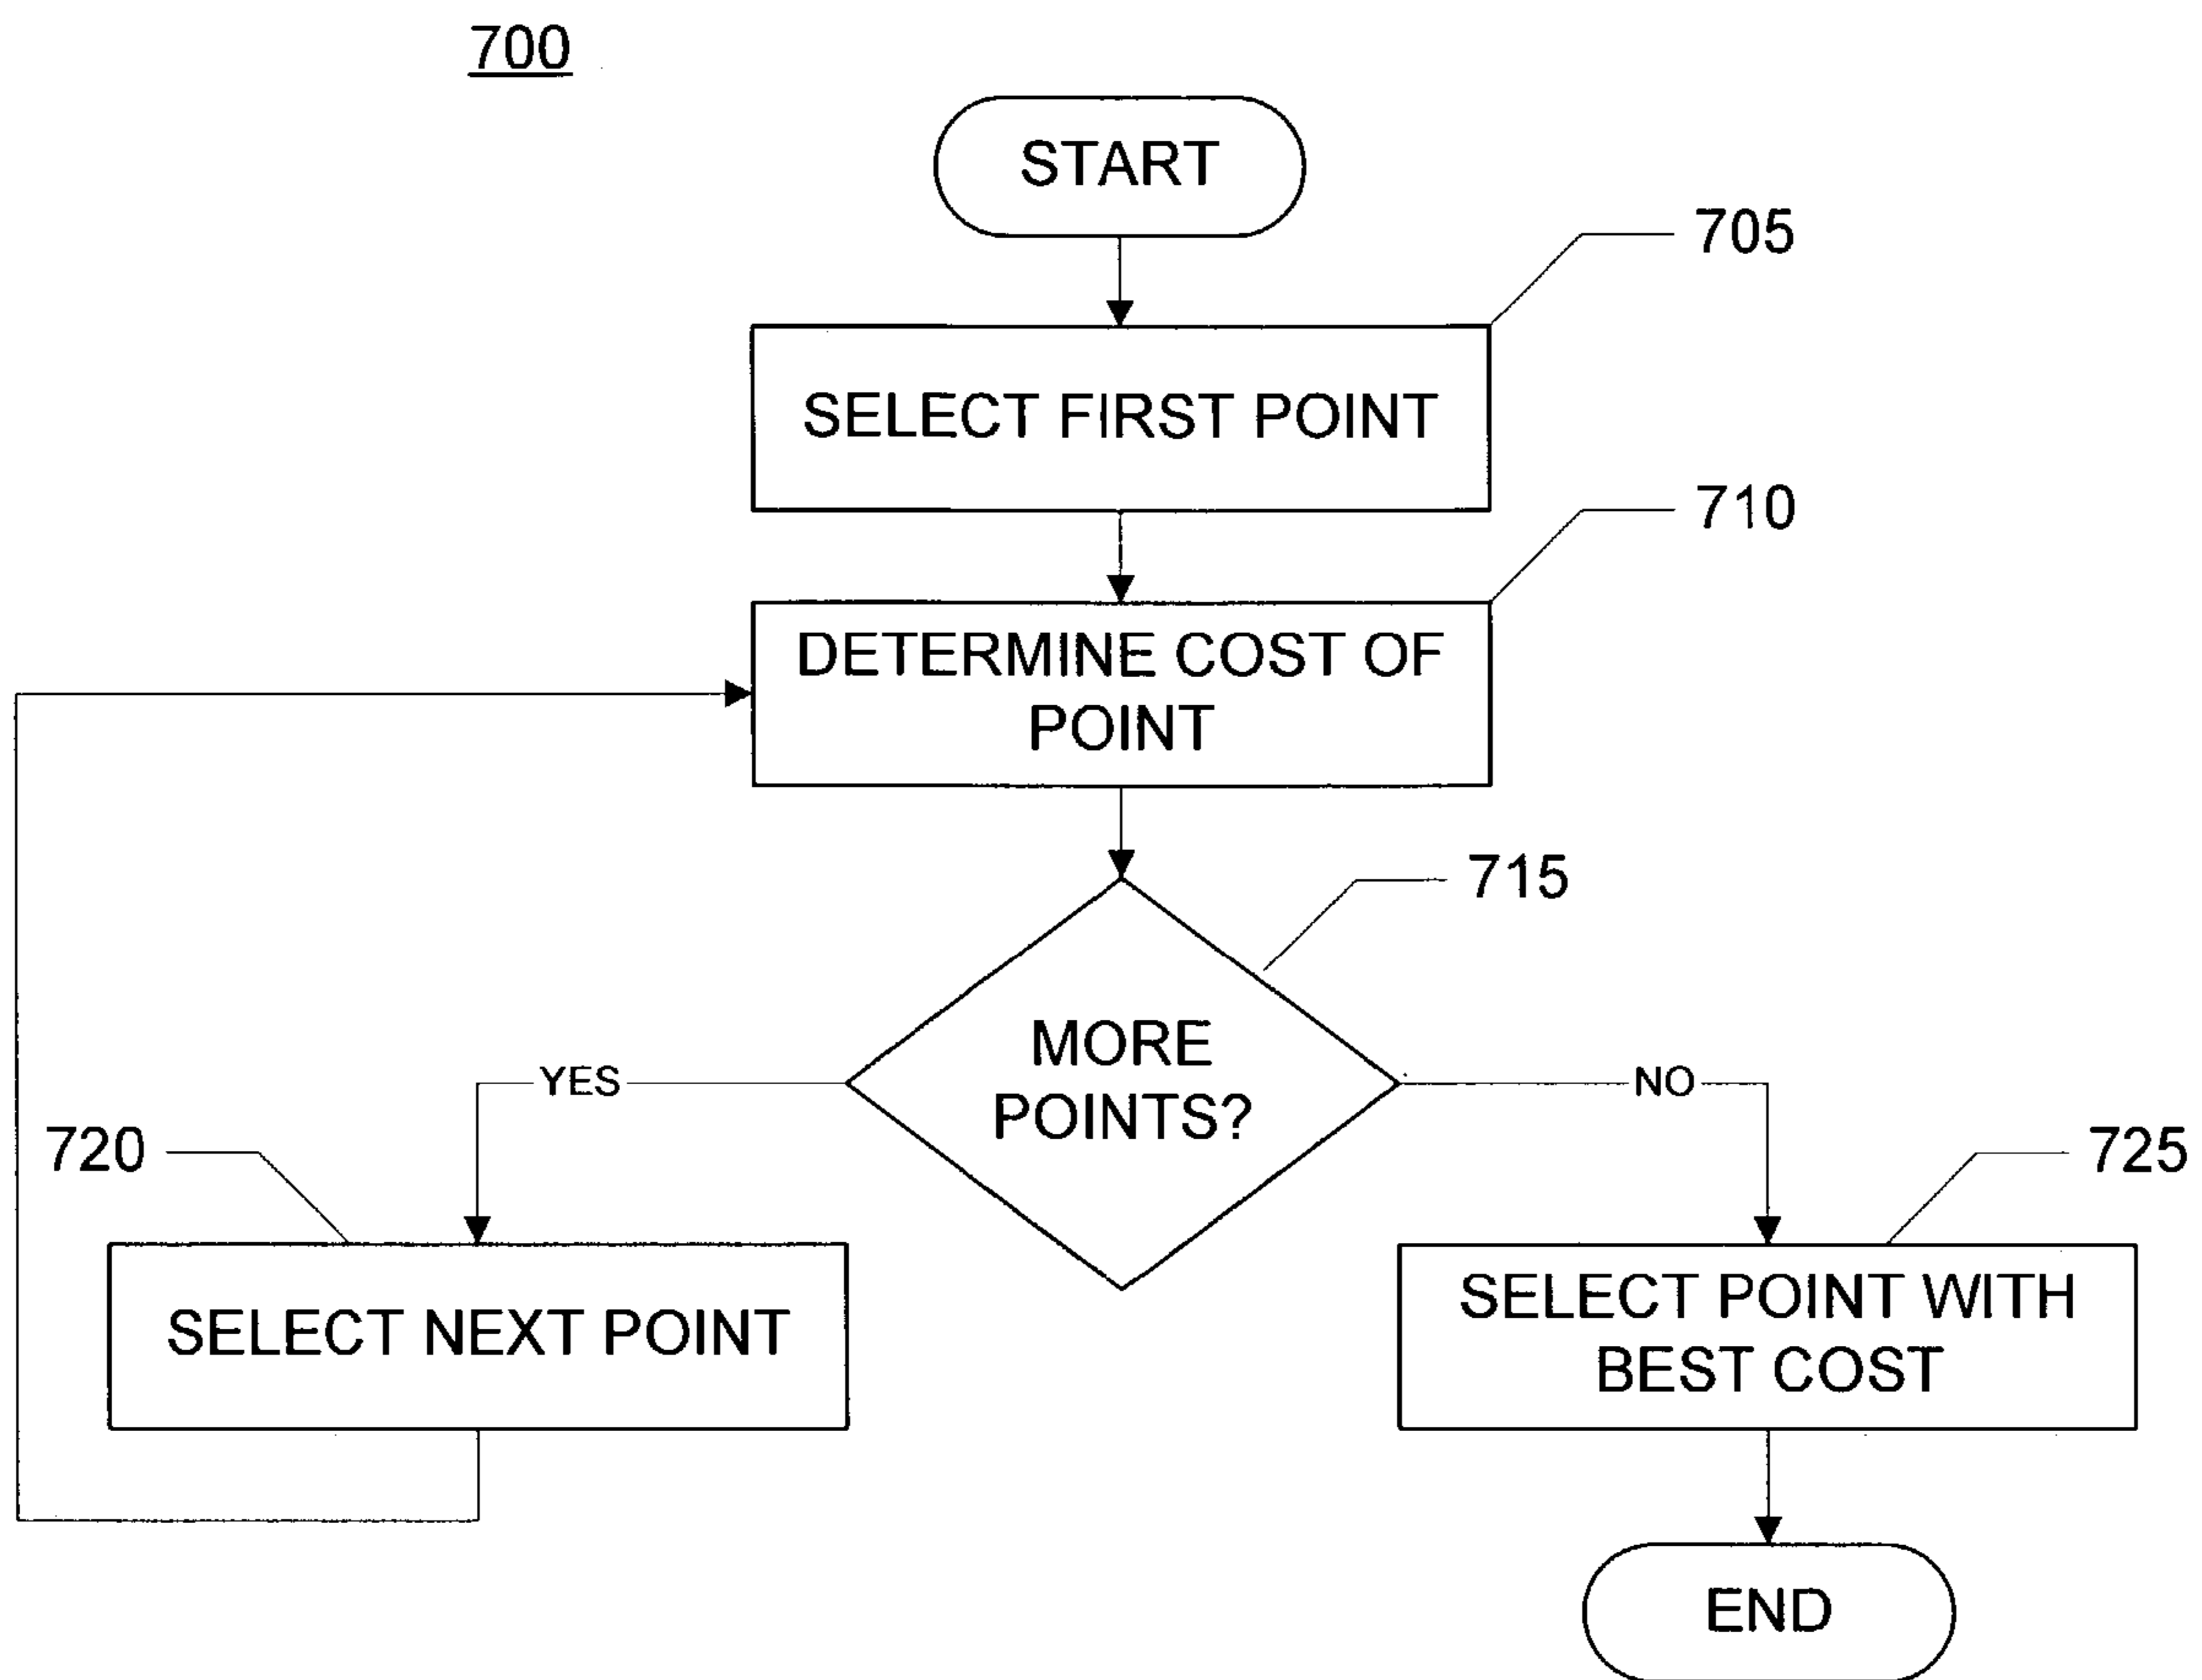 700
START
705
SELECT FIRST POINT
710
DETERMINE COST OF
POINT
715
MORE
POINTS?
YES
NO
720
725
SELECT NEXT POINT
SELECT POINT WITH
BEST COST
END